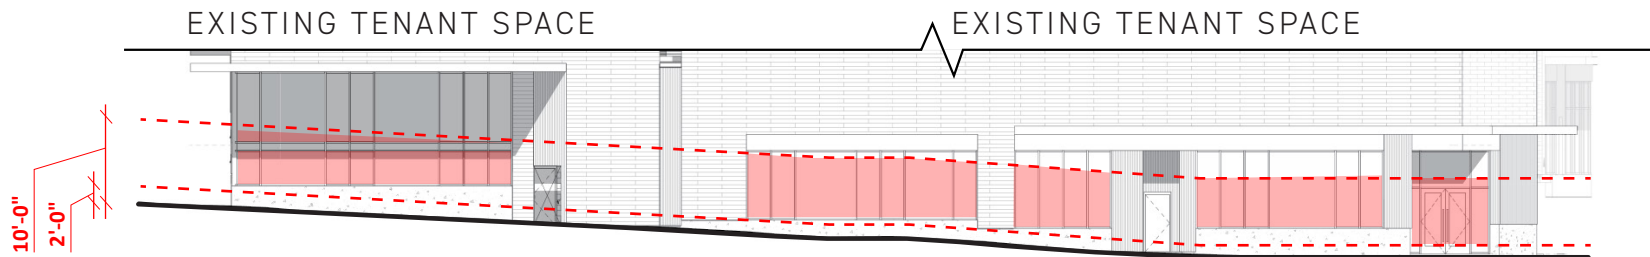 EXISTING TENANT SPACE
EXISTING TENANT SPACE
10'-0"
2'-0"